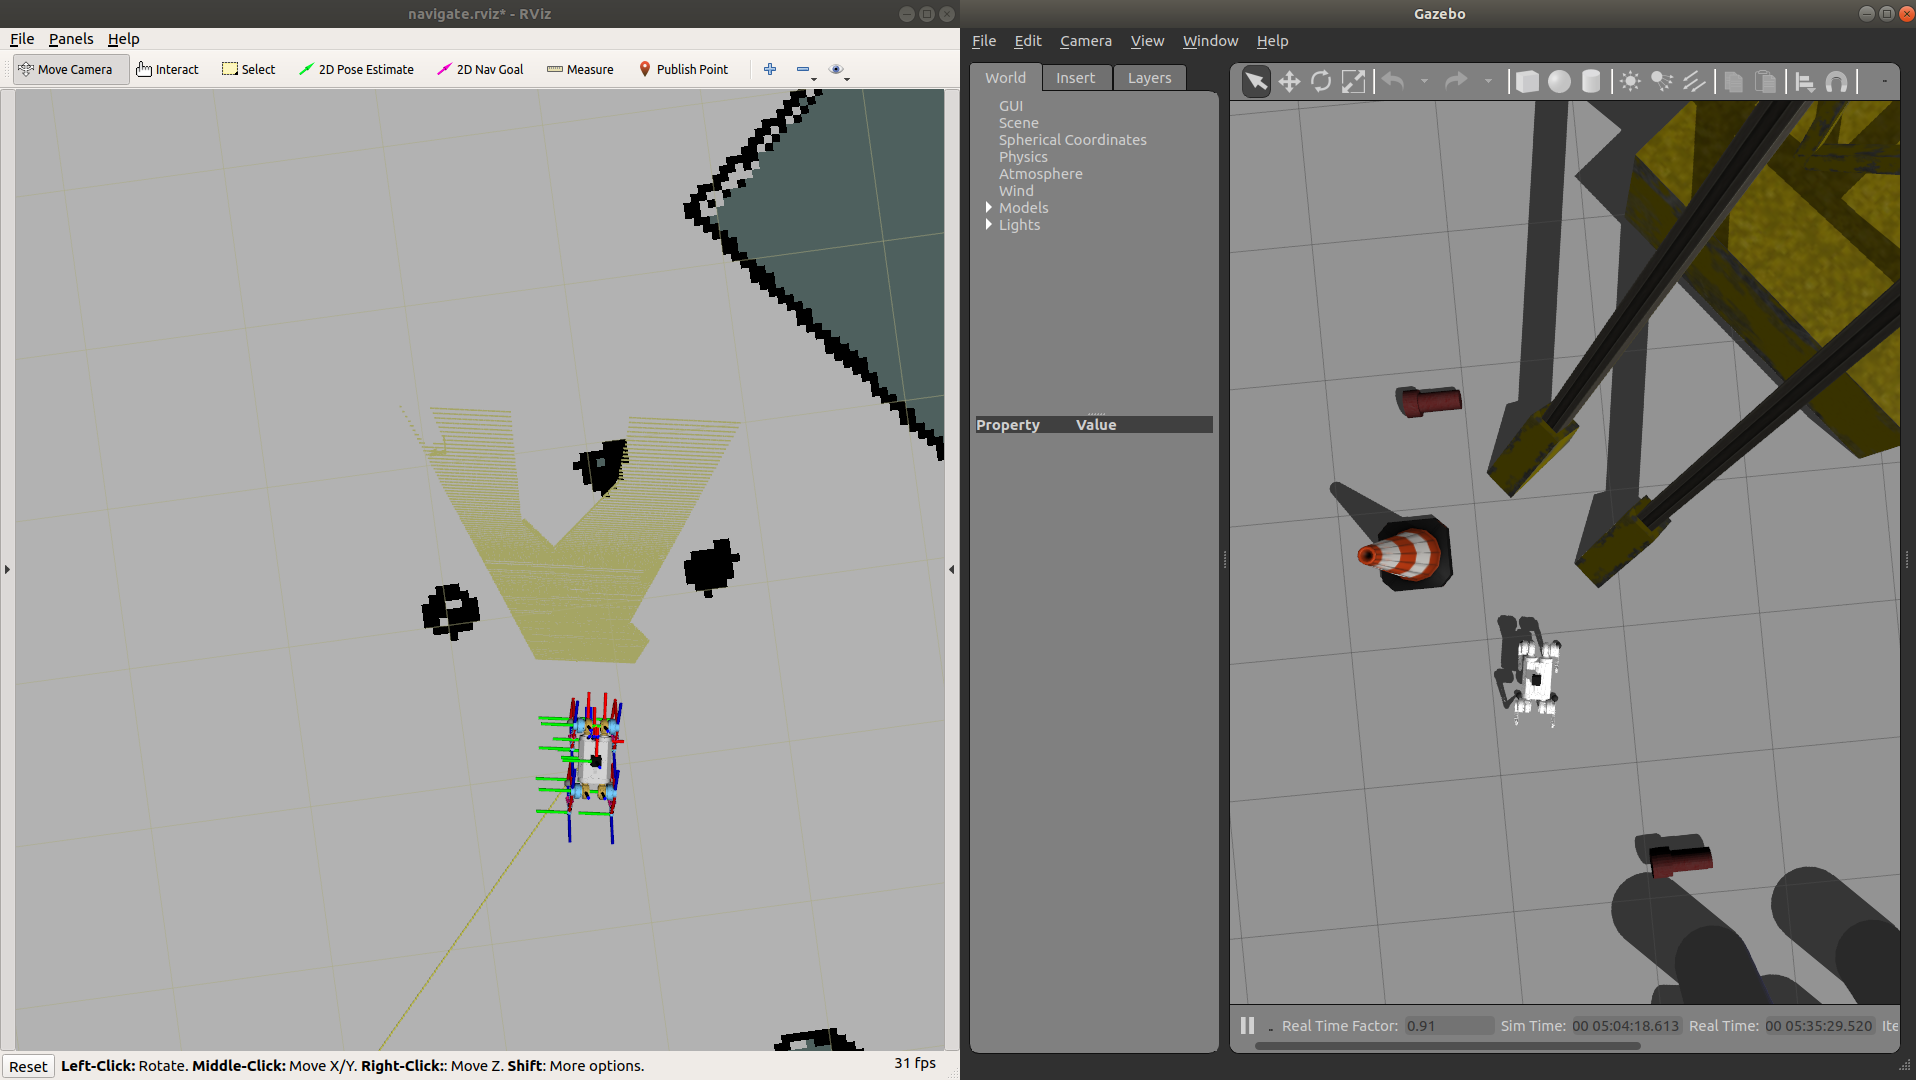 navigate.rviz* - RViz
File Panels Help
Move Camera Interact Select 2D Pose Estimate 2D Nav Goal Measure Publish Point
Reset Left-Click: Rotate. Middle-Click: Move X/Y. Right-Click:: Move Z. Shift: More options. 31 fps
Gazebo
File Edit Camera View Window Help
World Insert Layers
GUI
Scene
Spherical Coordinates
Physics
Atmosphere
Wind
Models
Lights
Property Value
Real Time Factor: 0.91 Sim Time: 00 05:04:18.613 Real Time: 00 05:35:29.520 Ite